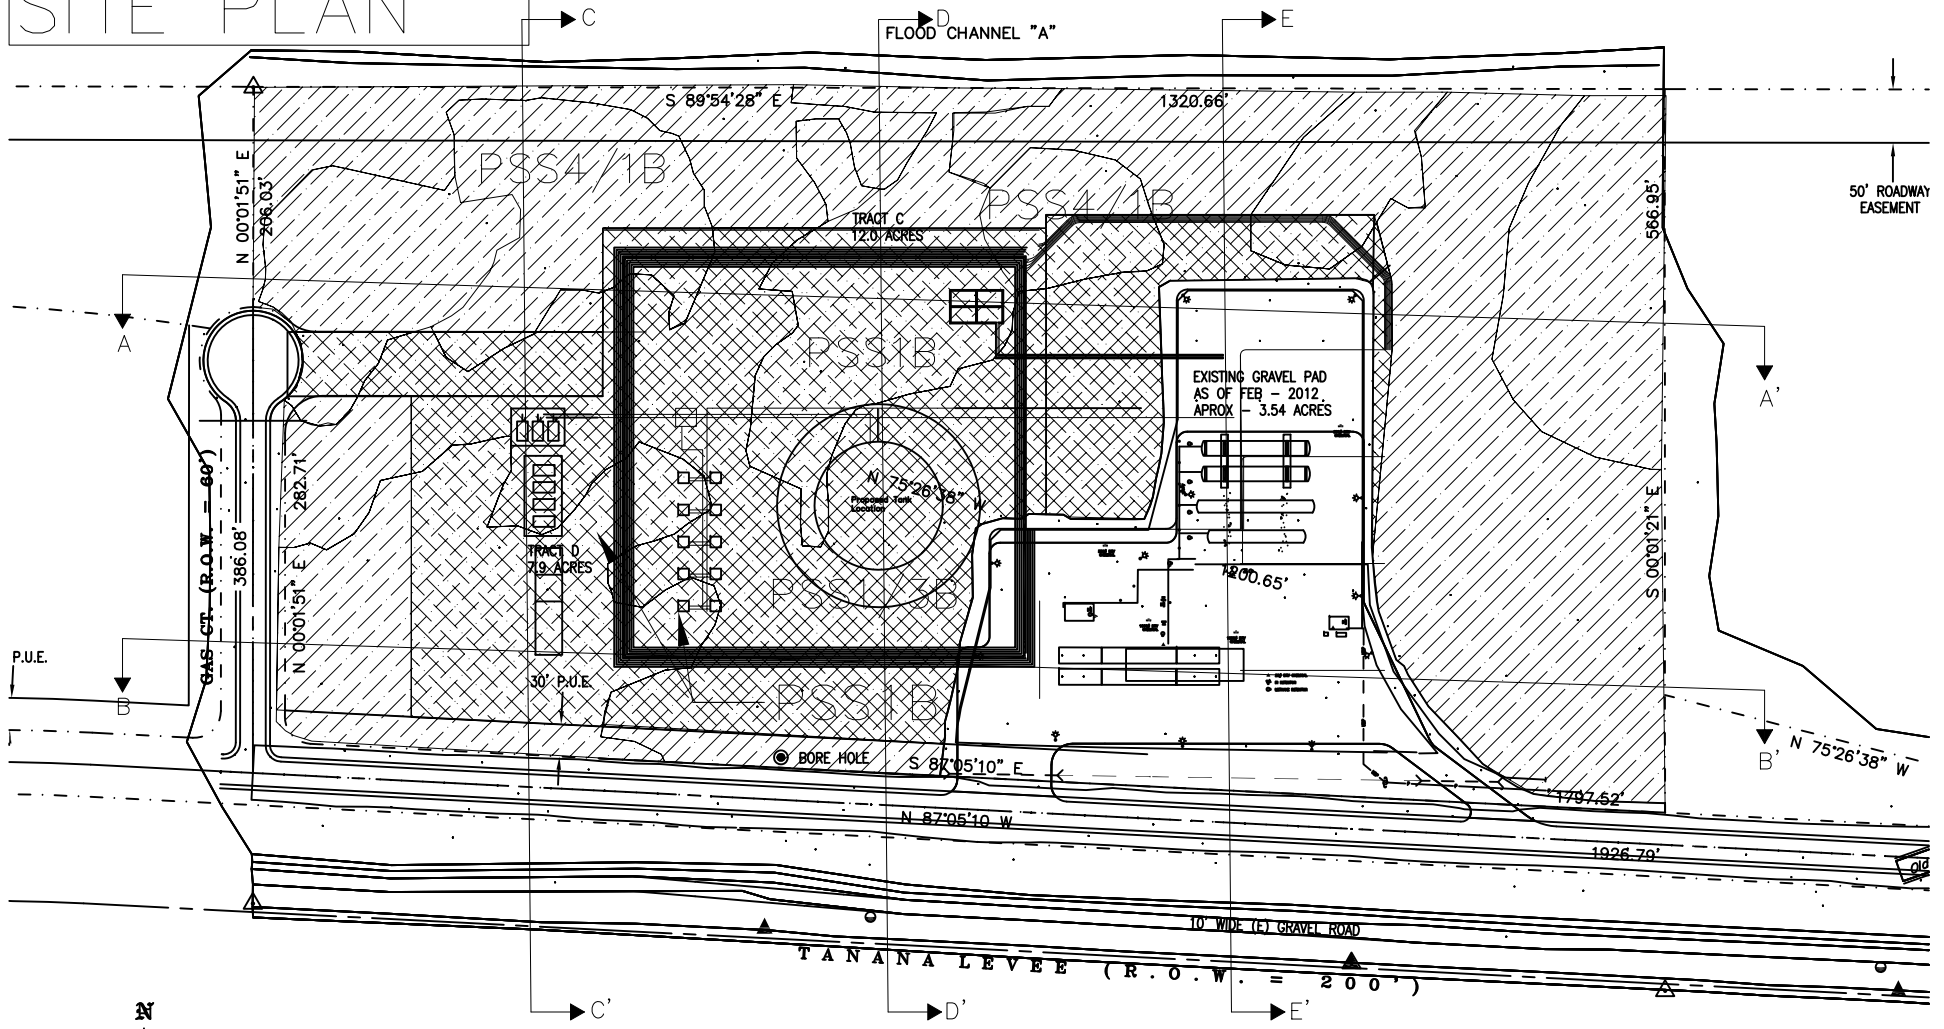 SITE PLAN
C
D
E
FLOOD CHANNEL "A"
S 89°54'28" E
1320.66'
N 00°01'51" E
206.03'
PSS4/1B
PSS4/1B
TRACT C
12.0 ACRES
566.95'
50' ROADWAY
EASEMENT
A
A'
PSS1B
EXISTING GRAVEL PAD
AS OF FEB - 2012
APROX - 3.54 ACRES
GAS CT. (R.O.W. = 60')
386.08'
282.71'
N 00°01'51" E
N 75°26'38" W
Proposed Tank
Location
S 00°01'21" E
TRACT D
7.9 ACRES
PSS1/3B
1200.65'
P.U.E.
B
30' P.U.E.
PSS1B
B'
N 75°26'38" W
BORE HOLE
S 87°05'10" E
1797.52'
N 87°05'10 W
1926.79'
Old
10' WIDE (E) GRAVEL ROAD
TANANA LEVEE (R.O.W. = 200')
N
C'
D'
E'